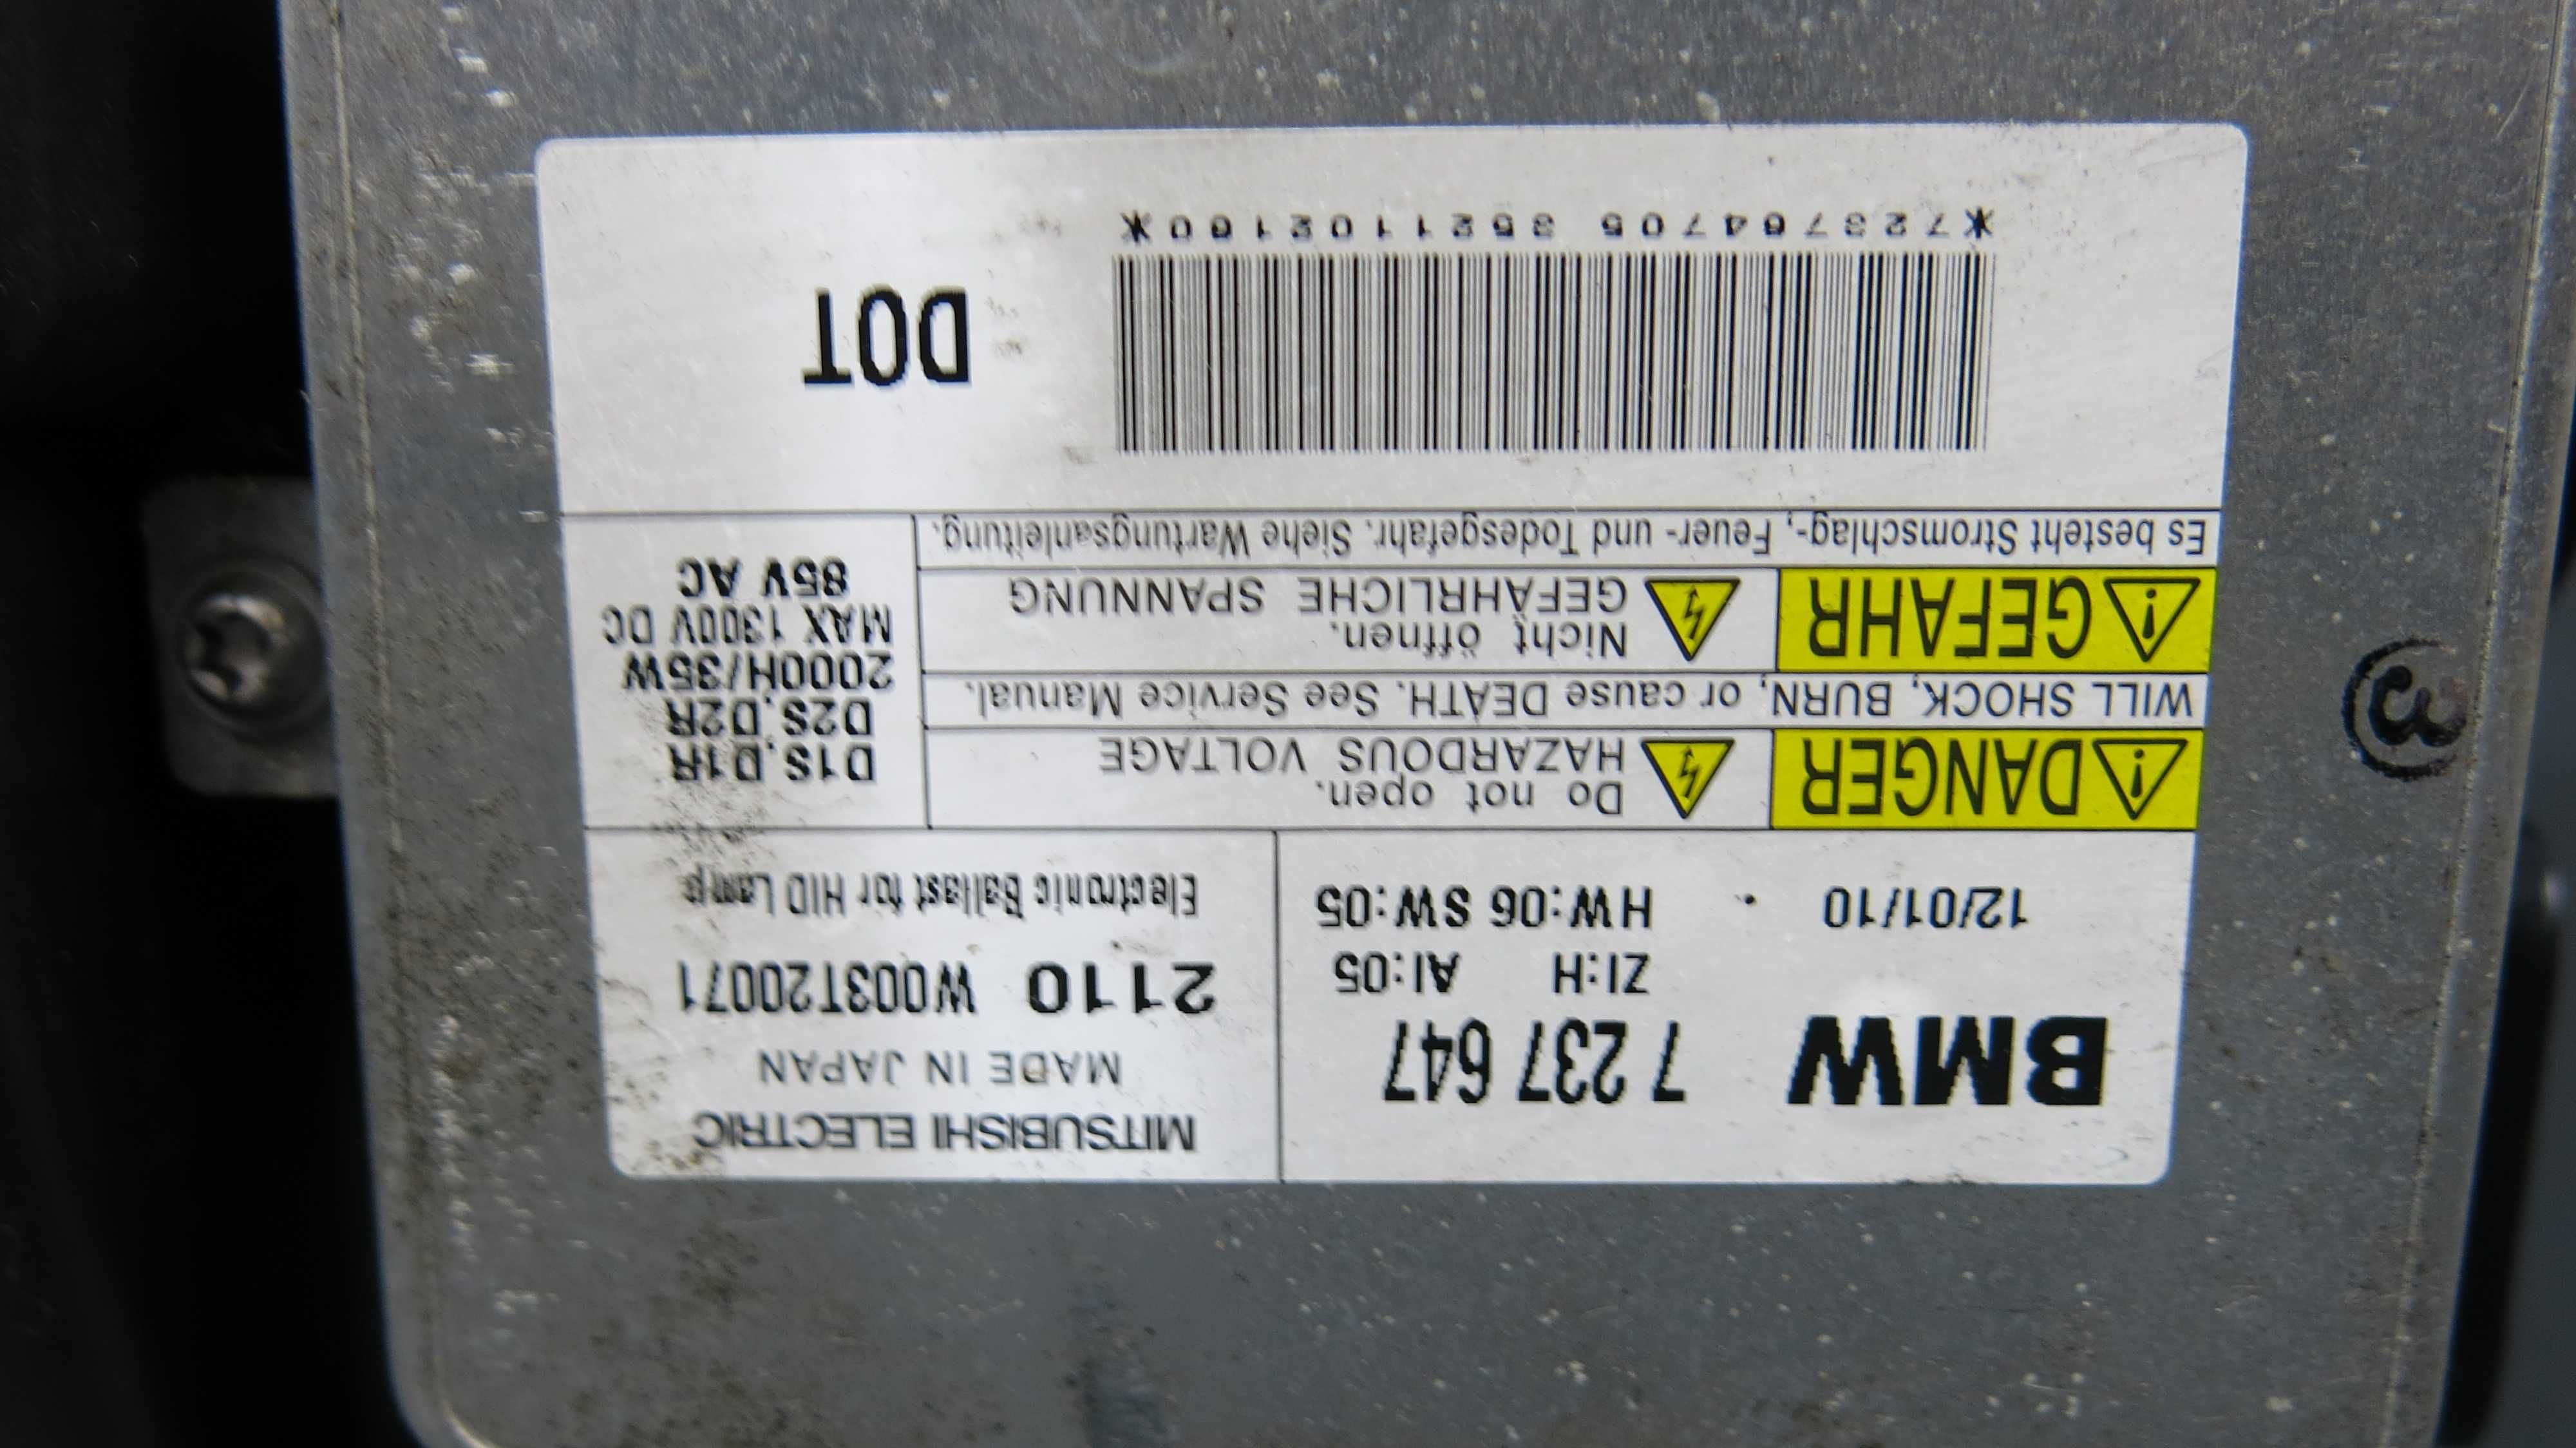 MITSUBISHI ELECTRIC
MADE IN JAPAN
2110 W003T20071
Electronic Ballast for HID Lamp
BMW 7 237 647
ZI:H AI:05
12/01/10 HW:06 SW:05
DANGER
Do not open.
HAZARDOUS VOLTAGE
WILL SHOCK, BURN, or cause DEATH. See Service Manual.
GEFAHR
Nicht öffnen.
GEFÄHRLICHE SPANNUNG
Es besteht Stromschlag-, Feuer- und Todesgefahr. Siehe Wartungsanleitung.
D1S,D1R
D2S,D2R
2000H/35W
MAX 1300V DC
85V AC
DOT